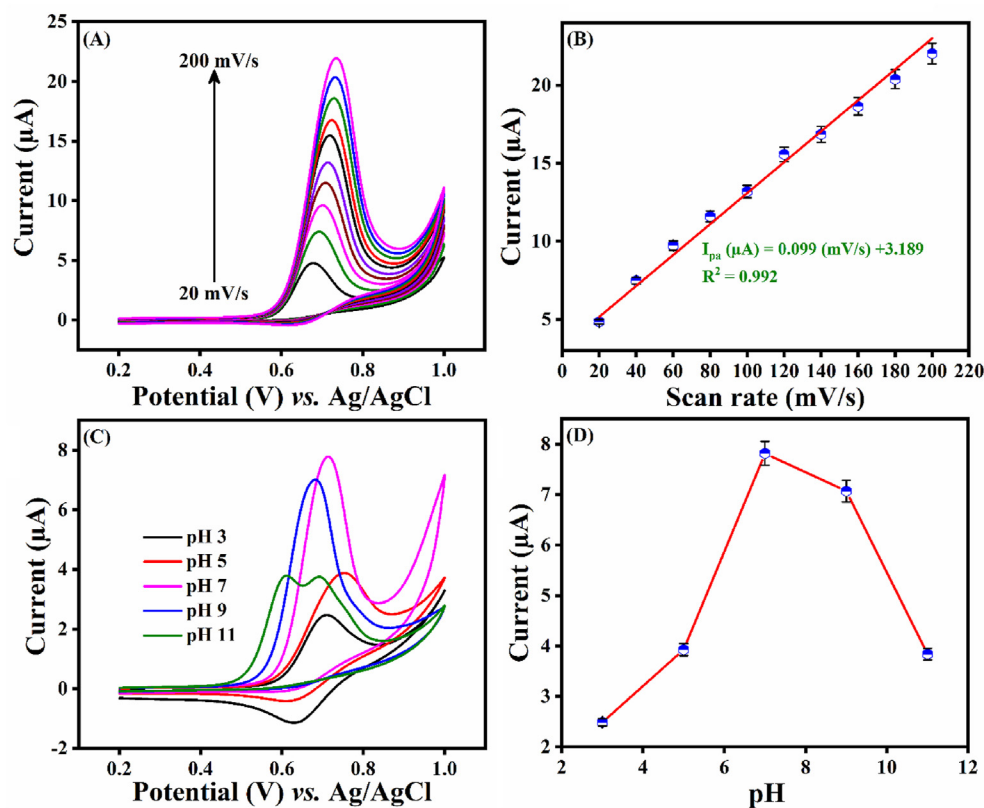 (A)
200 mV/s
20 mV/s
25
20
15
10
5
0
Current (µA)
0.2 0.4 0.6 0.8 1.0
Potential (V) vs. Ag/AgCl
(B)
20
15
10
5
Current (µA)
I_pa (µA) = 0.099 (mV/s) +3.189
R² = 0.992
0 20 40 60 80 100 120 140 160 180 200 220
Scan rate (mV/s)
(C)
8
6
4
2
0
-2
Current (µA)
pH 3
pH 5
pH 7
pH 9
pH 11
0.2 0.4 0.6 0.8 1.0
Potential (V) vs. Ag/AgCl
(D)
8
7
6
5
4
3
2
Current (µA)
2 4 6 8 10 12
pH